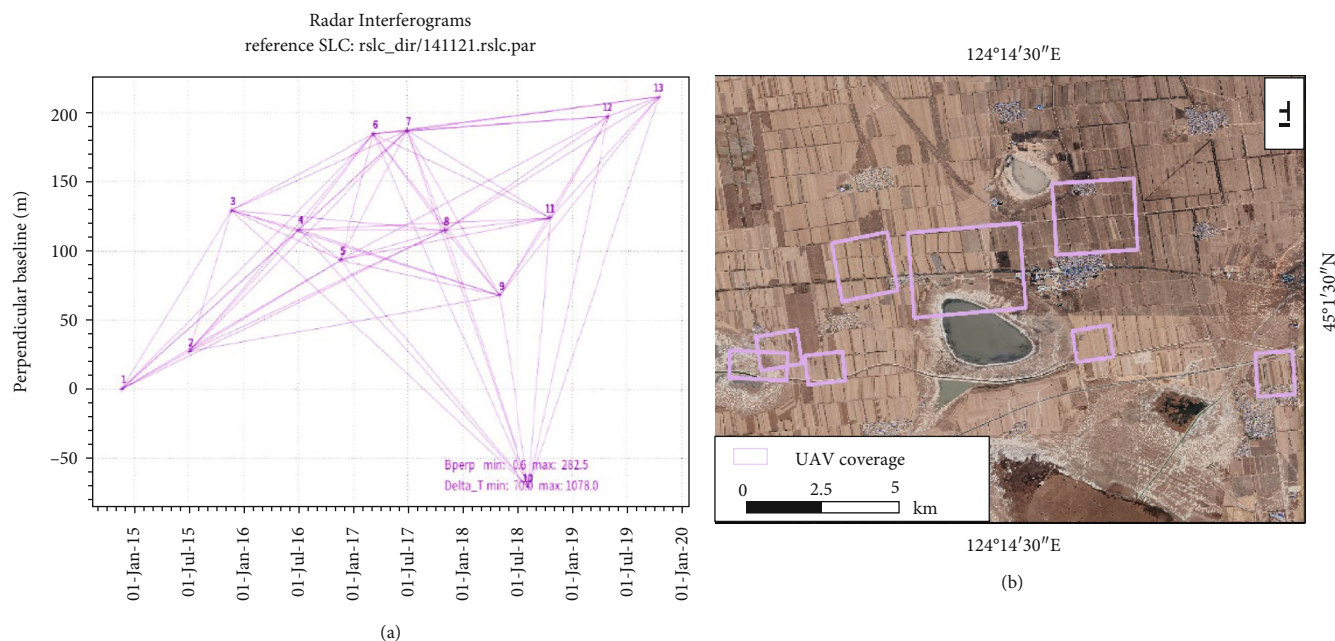 Radar Interferograms
reference SLC: rslc_dir/141121.rslc.par
Perpendicular baseline (m)
200
150
100
50
0
−50
1
2
3
4
5
6
7
8
9
10
11
12
13
Bperp min: 0.6 max: 282.5
Delta_T min: 70.0 max: 1078.0
01-Jan-15
01-Jul-15
01-Jan-16
01-Jul-16
01-Jan-17
01-Jul-17
01-Jan-18
01-Jul-18
01-Jan-19
01-Jul-19
01-Jan-20
(a)
124°14′30″E
45°1′30″N
UAV coverage
0 2.5 5
km
124°14′30″E
(b)